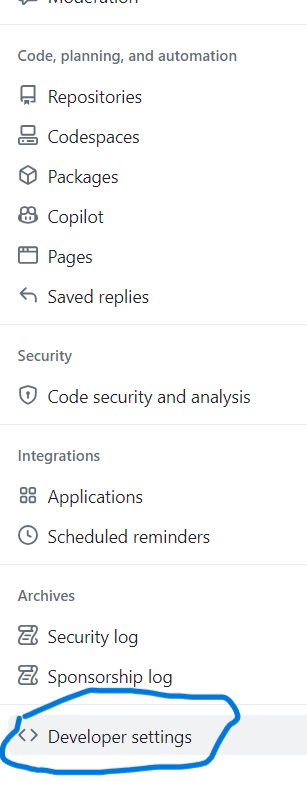 Moderation
Code, planning, and automation
Repositories
Codespaces
Packages
Copilot
Pages
Saved replies
Security
Code security and analysis
Integrations
Applications
Scheduled reminders
Archives
Security log
Sponsorship log
Developer settings